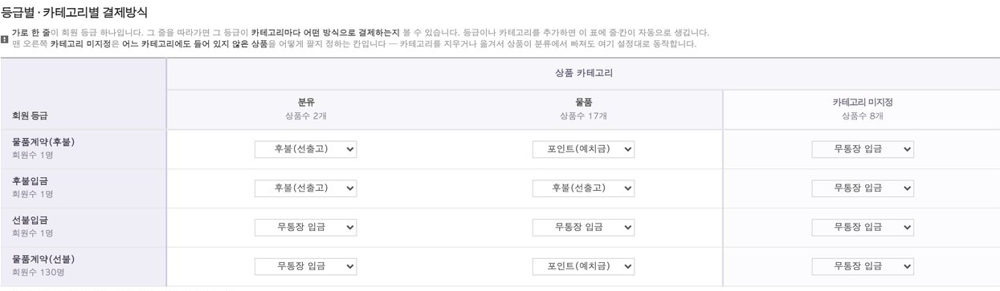 등급별 · 카테고리별 결제방식
가로 한 줄이 회원 등급 하나입니다. 그 줄을 따라가면 그 등급이 카테고리마다 어떤 방식으로 결제하는지 볼 수 있습니다. 등급이나 카테고리를 추가하면 이 표에 줄·칸이 자동으로 생깁니다.
맨 오른쪽 카테고리 미지정은 어느 카테고리에도 들어 있지 않은 상품을 어떻게 팔지 정하는 칸입니다 — 카테고리를 지우거나 옮겨서 상품이 분류에서 빠져도 여기 설정대로 동작합니다.
상품 카테고리
회원 등급
분유
물품
카테고리 미지정
상품수 2개
상품수 17개
상품수 8개
물품계약(후불)
회원수 1명
후불(선출고)
포인트(예치금)
무통장 입금
후불입금
회원수 1명
후불(선출고)
후불(선출고)
무통장 입금
선불입금
회원수 1명
무통장 입금
무통장 입금
무통장 입금
물품계약(선불)
회원수 130명
무통장 입금
포인트(예치금)
무통장 입금